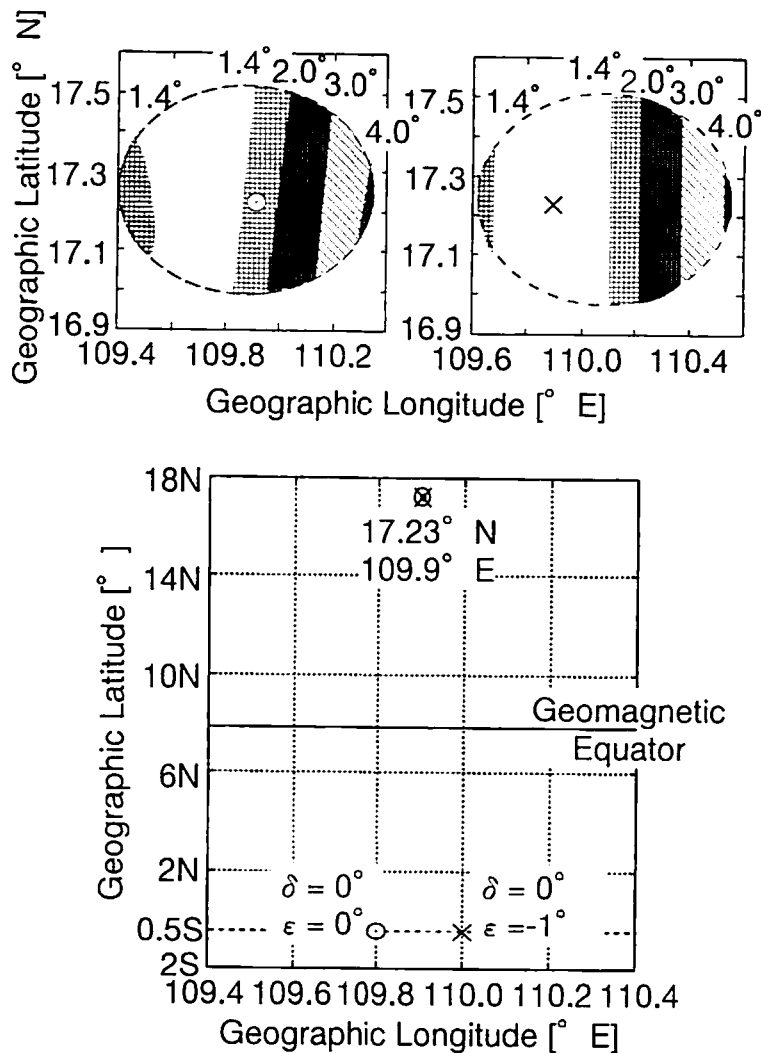 Geographic Latitude [° N]
17.5
17.3
17.1
16.9
1.4°
1.4°
2.0°
3.0°
4.0°
109.4
109.8
110.2
17.5
17.3
17.1
16.9
1.4°
1.4°
2.0°
3.0°
4.0°
109.6
110.0
110.4
Geographic Longitude [° E]
Geographic Latitude [°]
18N
14N
10N
6N
2N
0.5S
2S
17.23° N
109.9° E
Geomagnetic
Equator
δ = 0°
ε = 0°
δ = 0°
ε =-1°
109.4 109.6 109.8 110.0 110.2 110.4
Geographic Longitude [° E]